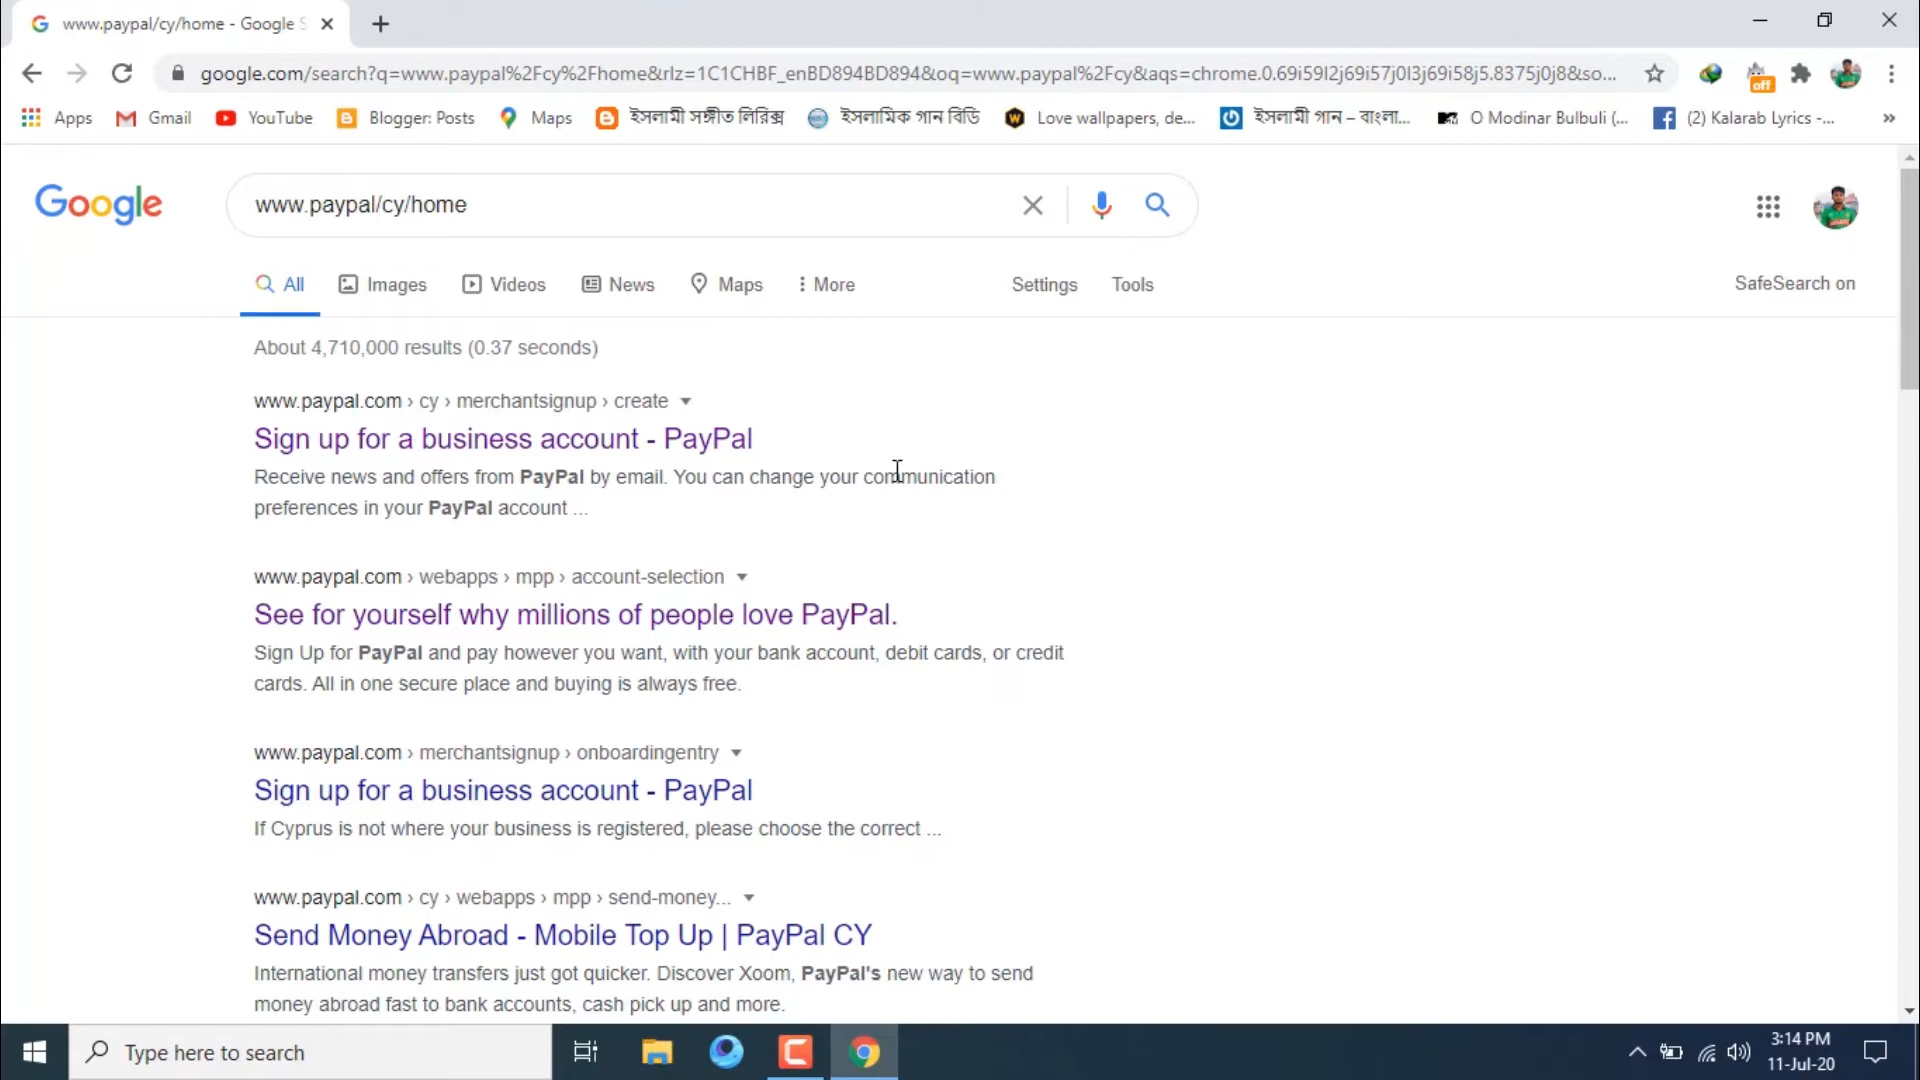 www.paypal/cy/home - Google S
google.com/search?q=www.paypal%2Fcy%2Fhome&rlz=1C1CHBF_enBD894BD894&oq=www.paypal%2Fcy&aqs=chrome.0.69i59l2j69i57j0l3j69i58j5.8375j0j8&so...
off
Apps Gmail YouTube Blogger: Posts Maps ইসলামী সঙ্গীত লিরিক্স ইসলামিক গান বিডি Love wallpapers, de... ইসলামী গান – বাংলা... O Modinar Bulbuli (... (2) Kalarab Lyrics -... »
Google www.paypal/cy/home
All Images Videos News Maps More Settings Tools SafeSearch on
About 4,710,000 results (0.37 seconds)
www.paypal.com › cy › merchantsignup › create
Sign up for a business account - PayPal
Receive news and offers from PayPal by email. You can change your communication
preferences in your PayPal account ...
www.paypal.com › webapps › mpp › account-selection
See for yourself why millions of people love PayPal.
Sign Up for PayPal and pay however you want, with your bank account, debit cards, or credit
cards. All in one secure place and buying is always free.
www.paypal.com › merchantsignup › onboardingentry
Sign up for a business account - PayPal
If Cyprus is not where your business is registered, please choose the correct ...
www.paypal.com › cy › webapps › mpp › send-money...
Send Money Abroad - Mobile Top Up | PayPal CY
International money transfers just got quicker. Discover Xoom, PayPal's new way to send
money abroad fast to bank accounts, cash pick up and more.
Type here to search
3:14 PM
11-Jul-20